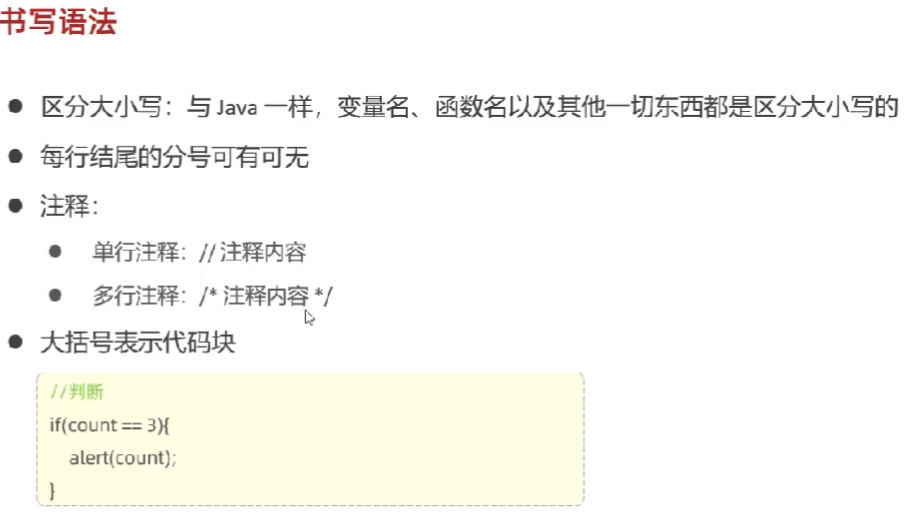 书写语法
区分大小写：与 Java 一样，变量名、函数名以及其他一切东西都是区分大小写的
每行结尾的分号可有可无
注释：
单行注释：// 注释内容
多行注释：/* 注释内容 */
大括号表示代码块
//判断
if(count == 3){
alert(count);
}